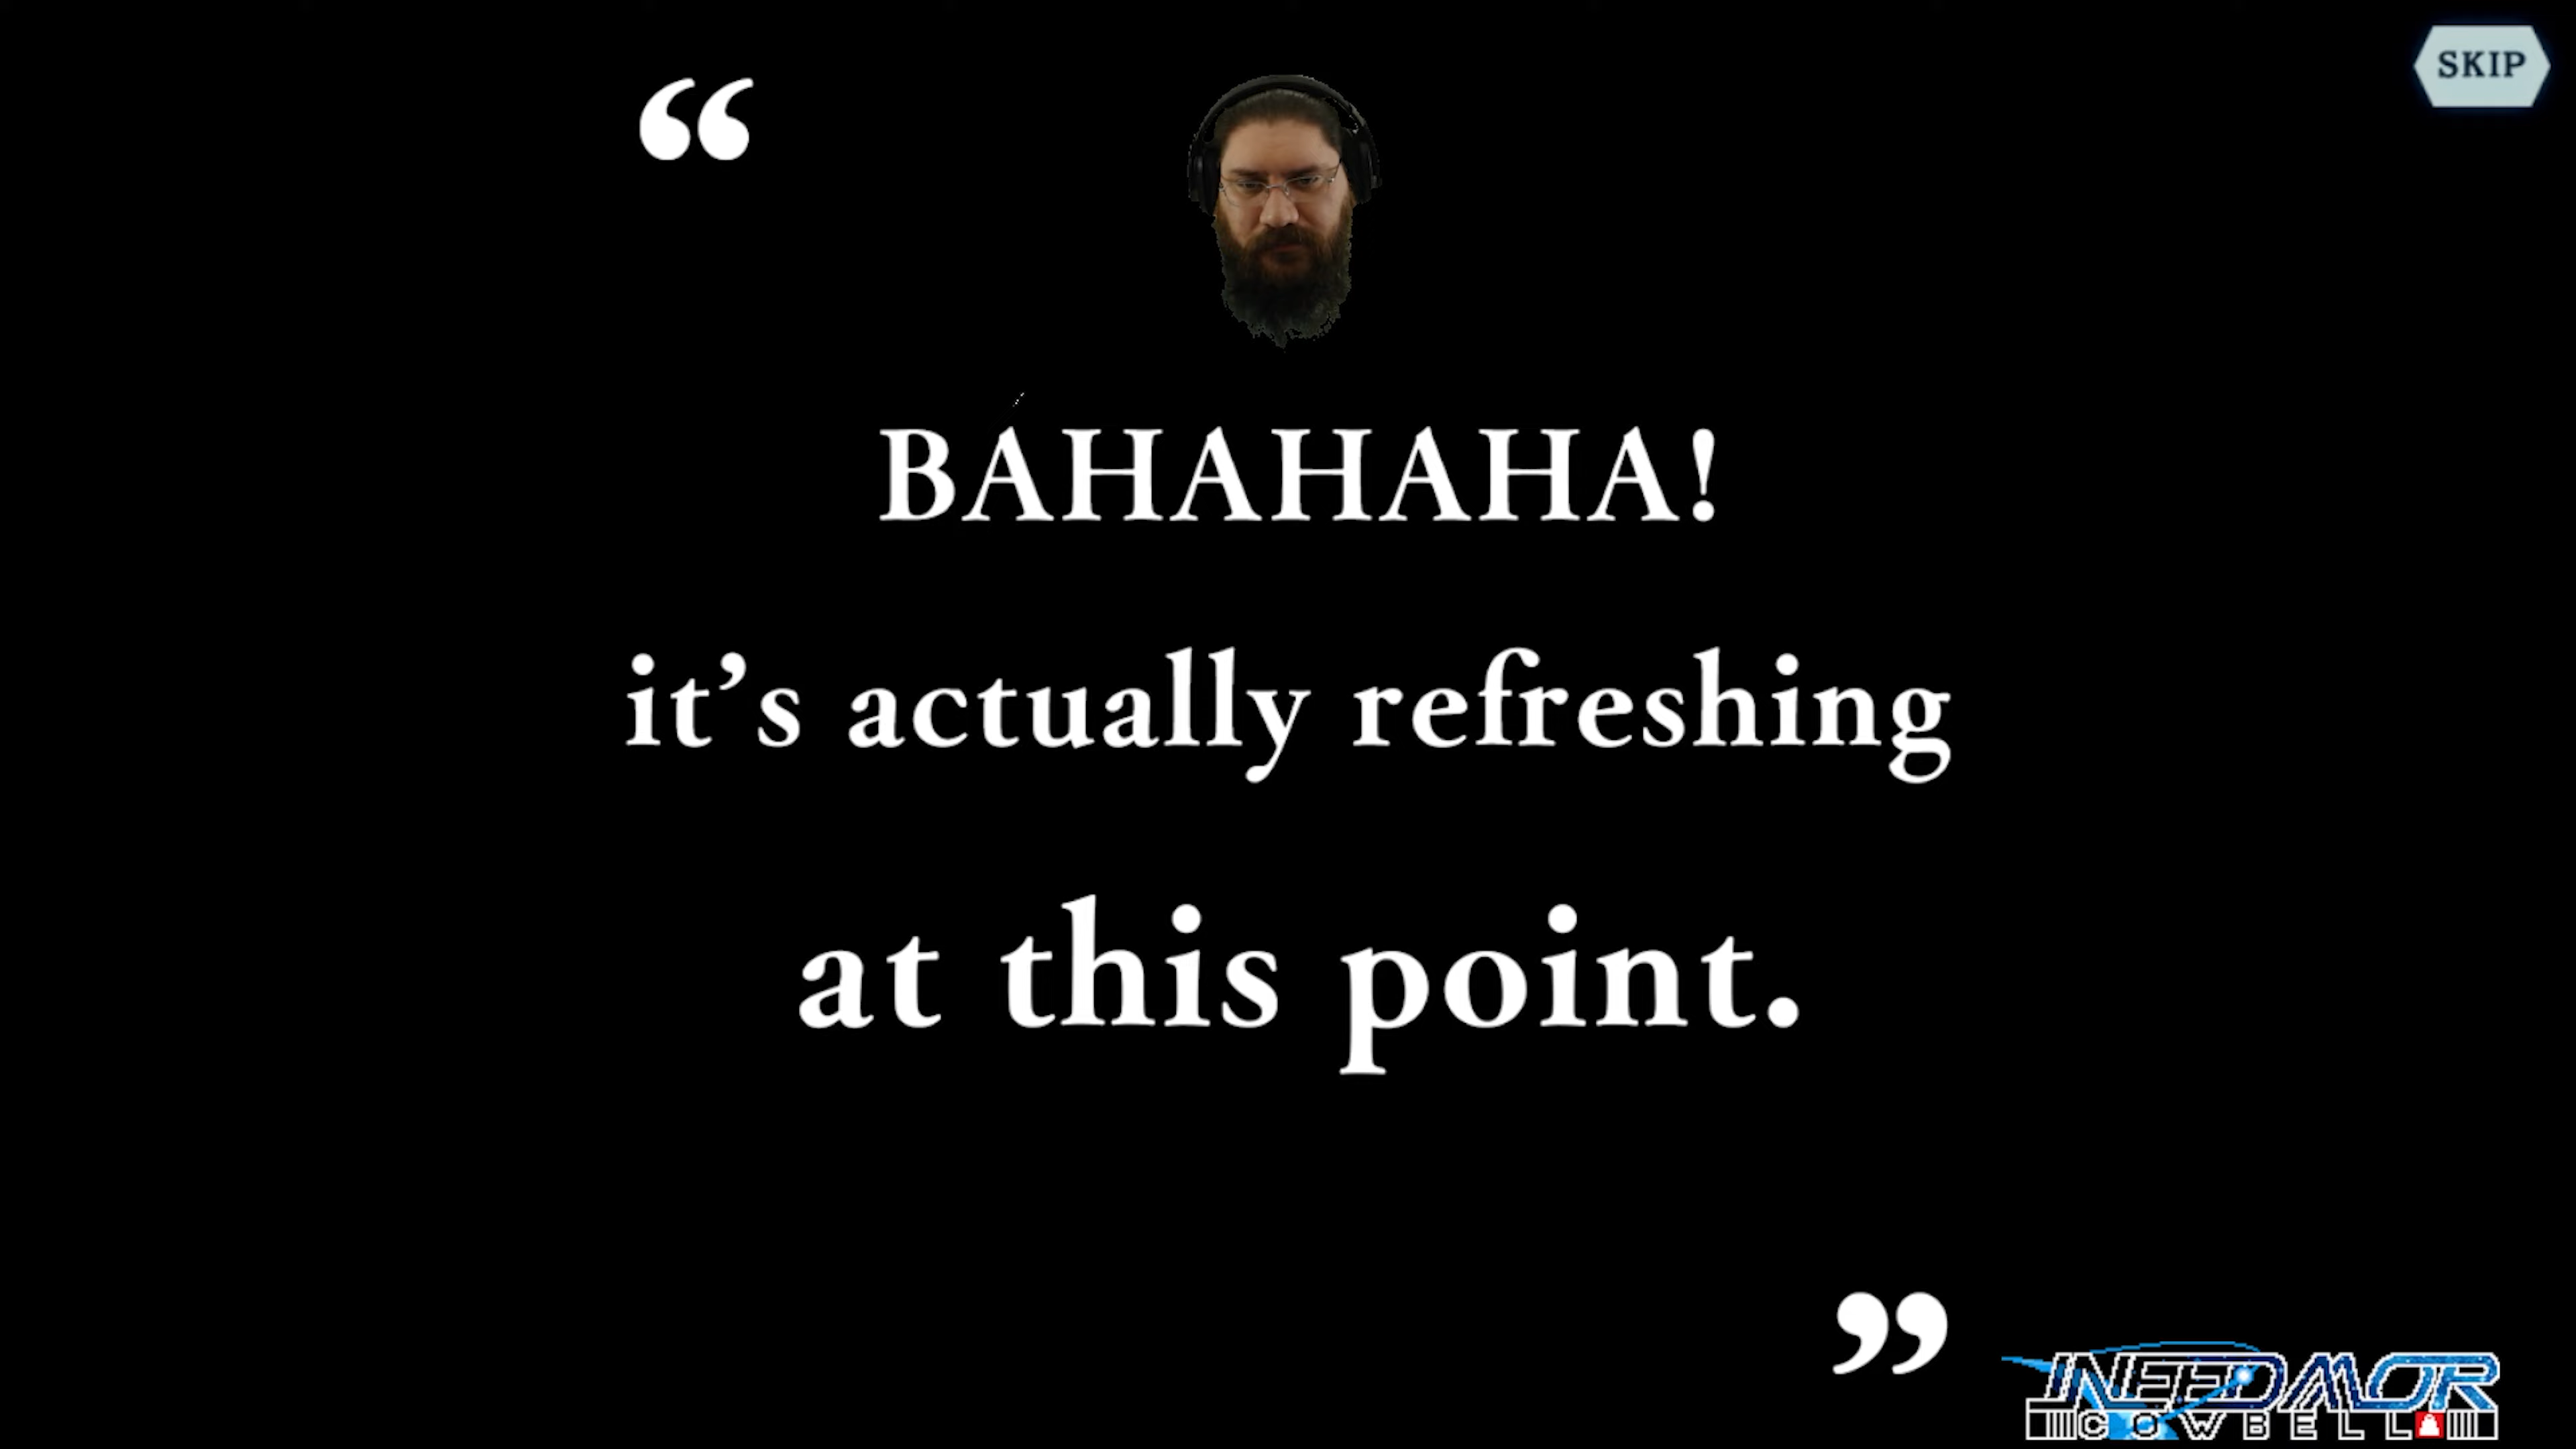 SKIP
“
BAHAHAHA!
it’s actually refreshing
at this point.
”
INEEDMOR
COWBELL